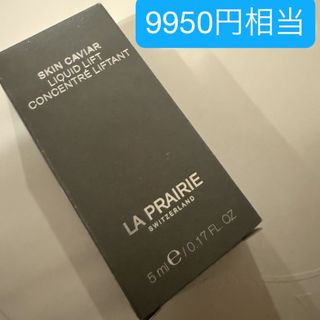 9950円相当
SKIN CAVIAR
LIQUID LIFT
CONCENTRÉ LIFTANT
LA PRAIRIE
SWITZERLAND
5 ml ℮ / 0.17 FL. OZ